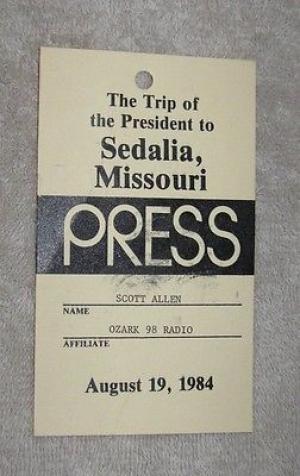 The Trip of
the President to
Sedalia,
Missouri
PRESS
SCOTT ALLEN
NAME
OZARK 98 RADIO
AFFILIATE
August 19, 1984